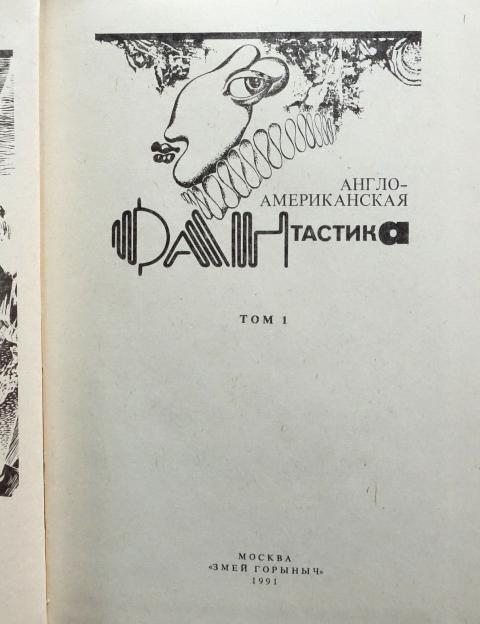 АНГЛО-
АМЕРИКАНСКАЯ
ФАНТАСТИКА
ТОМ 1
МОСКВА
«ЗМЕЙ ГОРЫНЫЧ»
1991